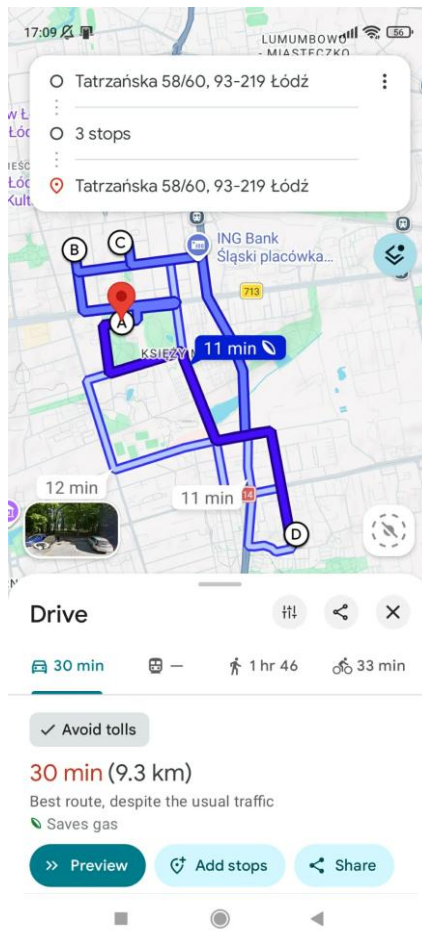 17:09
56
LUMUMBOWO
- MIASTECZKO
Tatrzańska 58/60, 93-219 Łódź
3 stops
Tatrzańska 58/60, 93-219 Łódź
B
C
ING Bank
Śląski placówka...
713
A
KSIĘŻY
11 min
12 min
11 min
14
D
Drive
30 min
—
1 hr 46
33 min
Avoid tolls
30 min (9.3 km)
Best route, despite the usual traffic
Saves gas
Preview
Add stops
Share